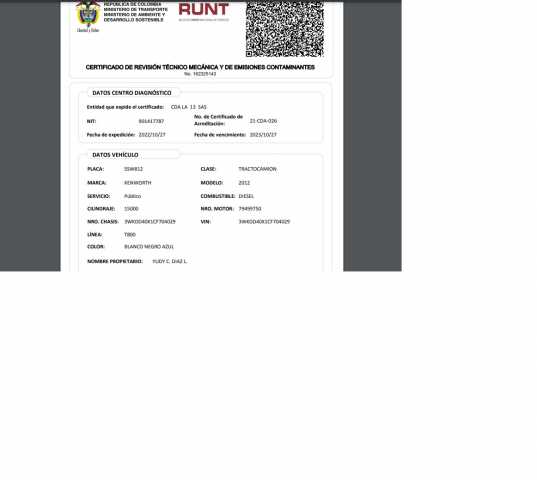 REPÚBLICA DE COLOMBIA
MINISTERIO DE TRANSPORTE
MINISTERIO DE AMBIENTE Y
DESARROLLO SOSTENIBLE
RUNT
Libertad y Orden
CERTIFICADO DE REVISIÓN TÉCNICO MECÁNICA Y DE EMISIONES CONTAMINANTES
No. 162329143
DATOS CENTRO DIAGNÓSTICO
Entidad que expide el certificado: CDA LA 13 SAS
NIT: 901417787 No. de Certificado de Acreditación: 21-CDA-026
Fecha de expedición: 2022/10/27 Fecha de vencimiento: 2023/10/27
DATOS VEHÍCULO
PLACA: SSW812 CLASE: TRACTOCAMION
MARCA: KENWORTH MODELO: 2012
SERVICIO: Público COMBUSTIBLE: DIESEL
CILINDRAJE: 15000 NRO. MOTOR: 79499750
NRO. CHASIS: 3WKDD40X1CF704029 VIN: 3WKDD40X1CF704029
LÍNEA: T800
COLOR: BLANCO NEGRO AZUL
NOMBRE PROPIETARIO: YUDY C. DIAZ L.